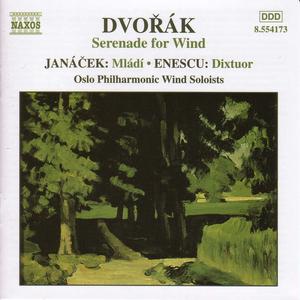 NAXOS
DDD
8.554173
DVOŘÁK
Serenade for Wind
JANÁČEK: Mládí • ENESCU: Dixtuor
Oslo Philharmonic Wind Soloists